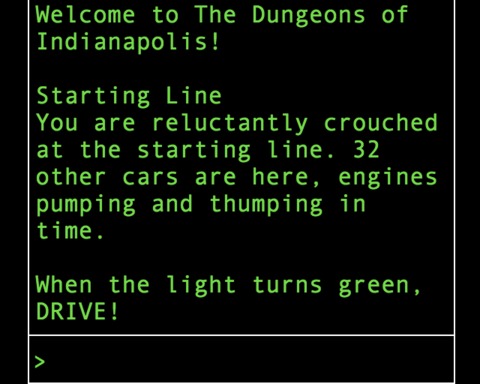 Welcome to The Dungeons of
Indianapolis!
Starting Line
You are reluctantly crouched
at the starting line. 32
other cars are here, engines
pumping and thumping in
time.
When the light turns green,
DRIVE!
>